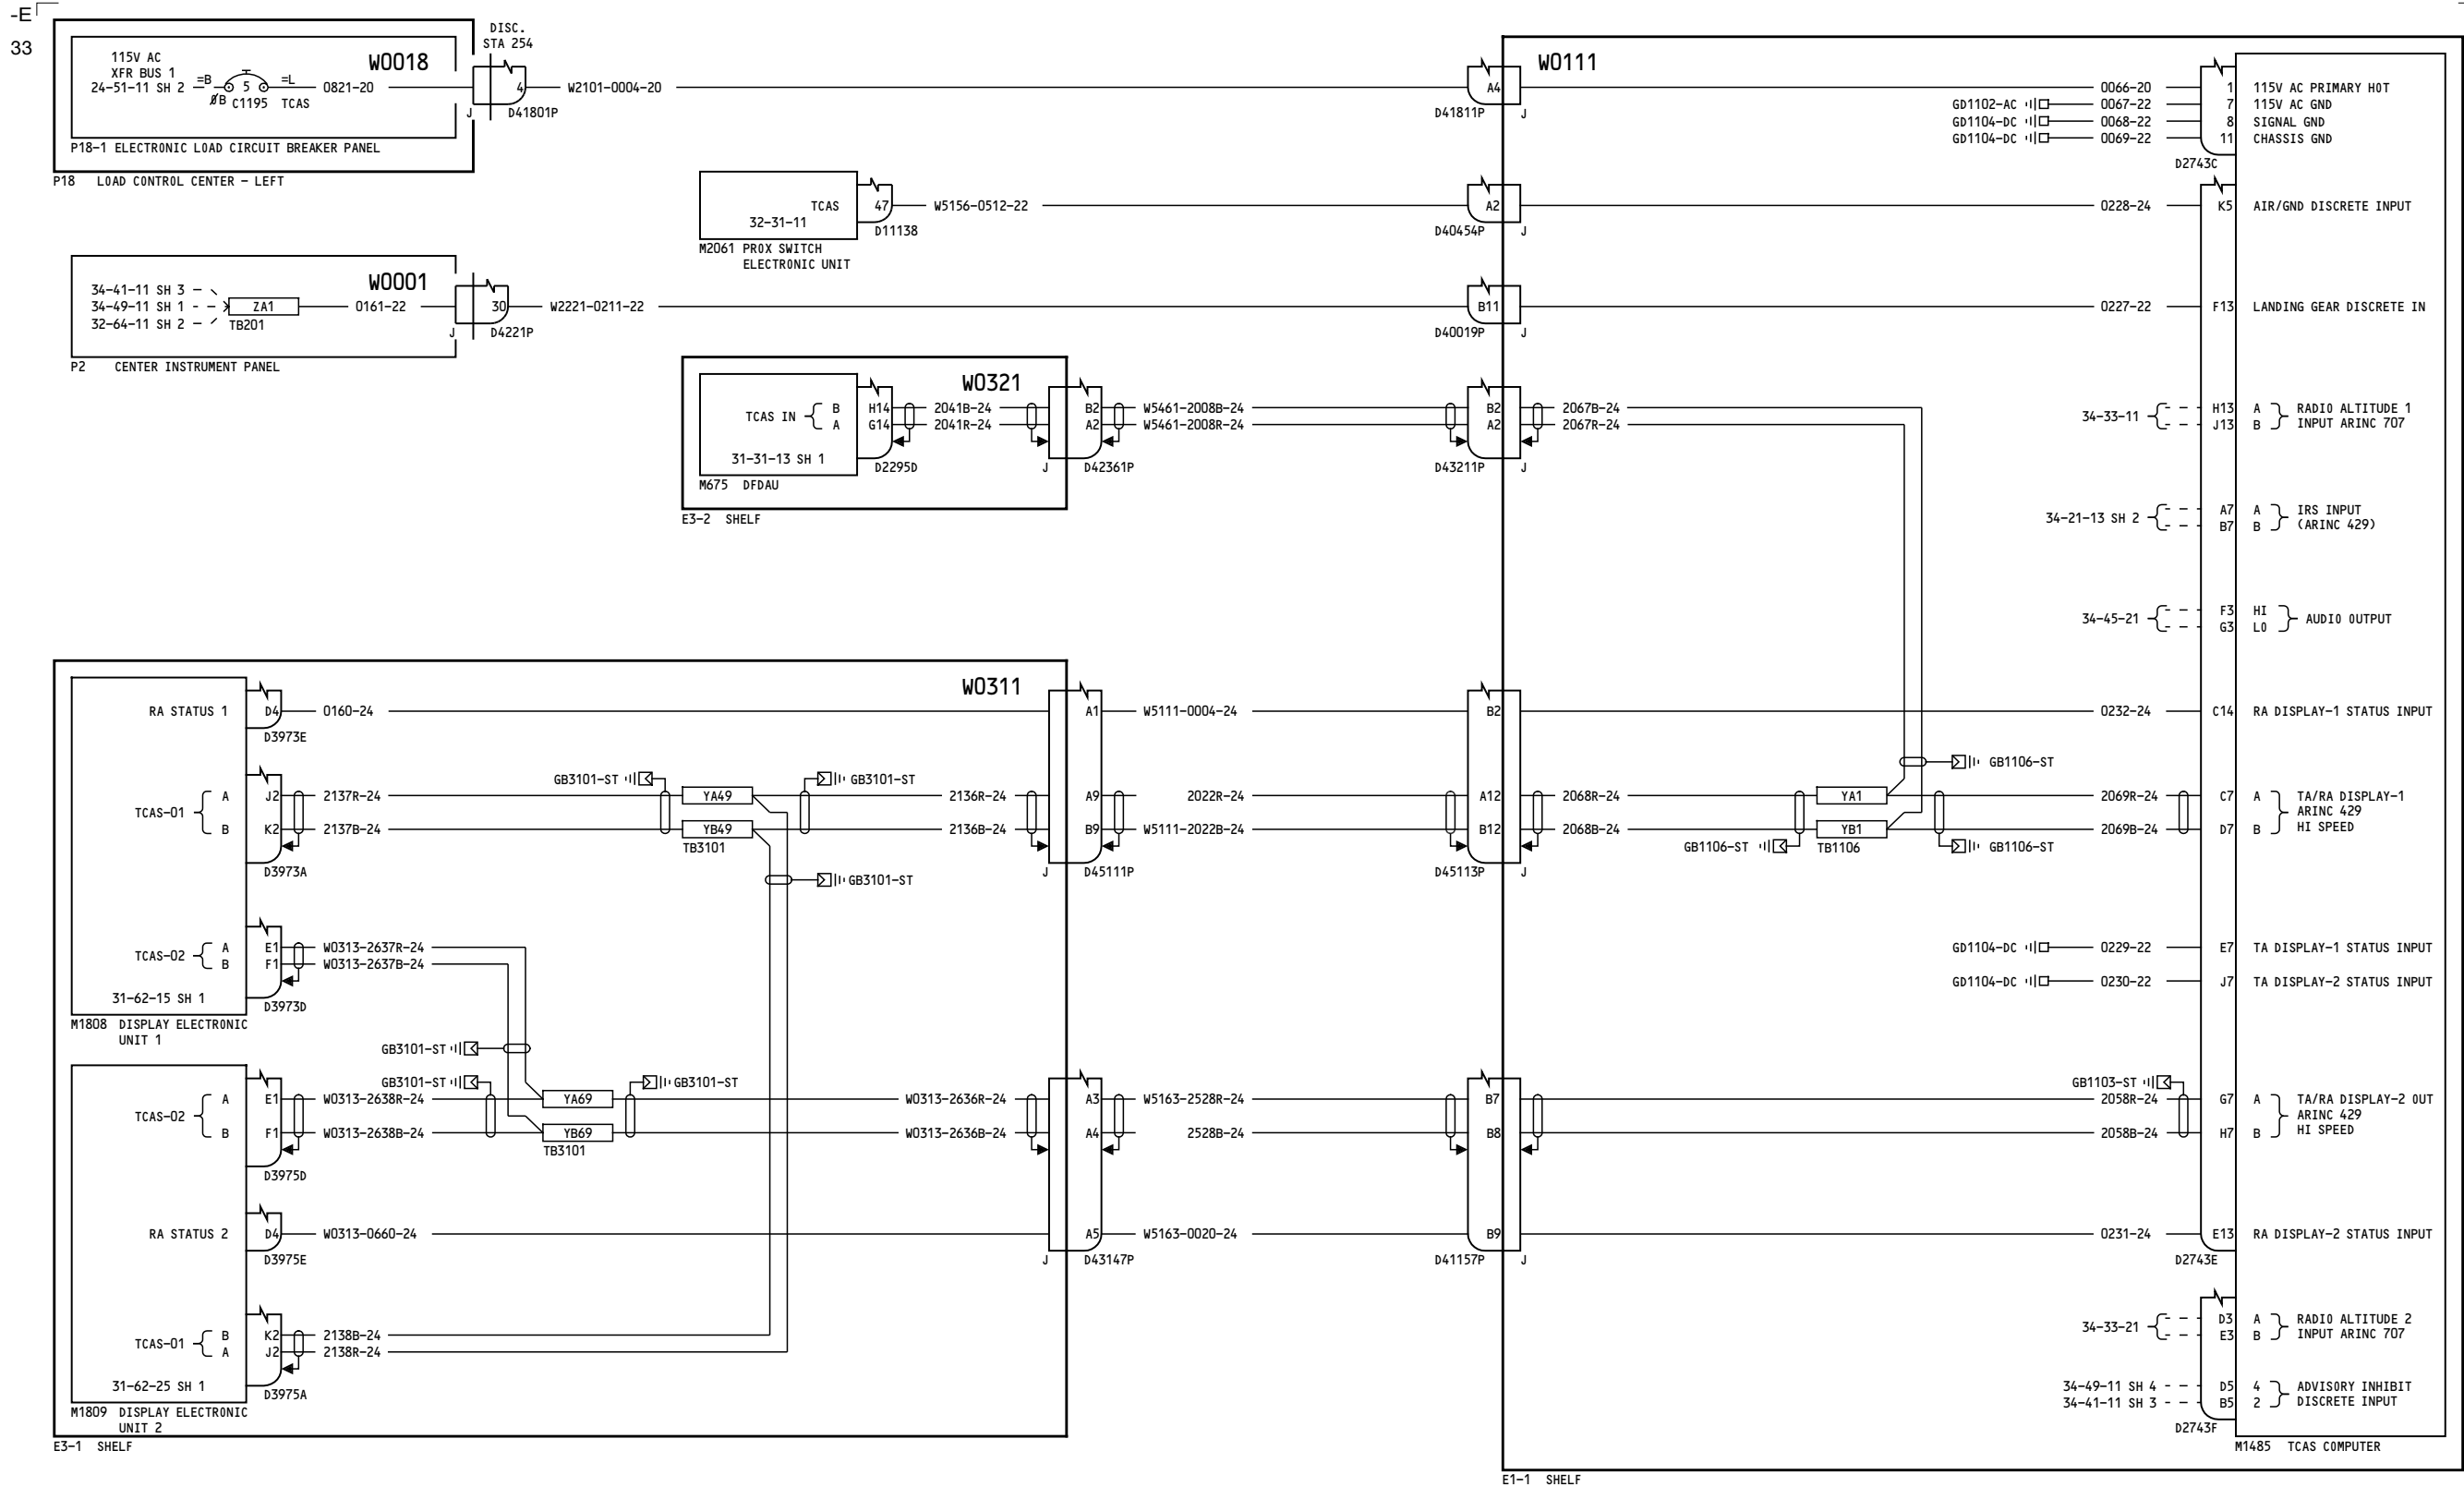 -E
33
DISC.
STA 254
115V AC
XFR BUS 1
24-51-11 SH 2
=B
5
=L
ØB C1195 TCAS
0821-20
W0018
J
4
D41801P
W2101-0004-20
P18-1 ELECTRONIC LOAD CIRCUIT BREAKER PANEL
P18 LOAD CONTROL CENTER - LEFT
A4
D41811P
J
W0111
0066-20
1
115V AC PRIMARY HOT
GD1102-AC
0067-22
7
115V AC GND
GD1104-DC
0068-22
8
SIGNAL GND
GD1104-DC
0069-22
11
CHASSIS GND
D2743C
TCAS
32-31-11
47
D11138
W5156-0512-22
M2061 PROX SWITCH
ELECTRONIC UNIT
A2
D40454P
J
0228-24
K5
AIR/GND DISCRETE INPUT
W0001
34-41-11 SH 3
34-49-11 SH 1
32-64-11 SH 2
ZA1
TB201
0161-22
J
30
D4221P
W2221-0211-22
P2 CENTER INSTRUMENT PANEL
B11
D40019P
J
0227-22
F13
LANDING GEAR DISCRETE IN
W0321
TCAS IN
B
A
H14
G14
2041B-24
2041R-24
31-31-13 SH 1
D2295D
M675 DFDAU
E3-2 SHELF
B2
A2
J
D42361P
W5461-2008B-24
W5461-2008R-24
B2
A2
D43211P
J
2067B-24
2067R-24
34-33-11
H13 A
J13 B
RADIO ALTITUDE 1
INPUT ARINC 707
34-21-13 SH 2
A7 A
B7 B
IRS INPUT
(ARINC 429)
34-45-21
F3 HI
G3 LO
AUDIO OUTPUT
W0311
RA STATUS 1
D4
0160-24
D3973E
A1
W5111-0004-24
B2
0232-24
C14
RA DISPLAY-1 STATUS INPUT
GB1106-ST
GB3101-ST
GB3101-ST
TCAS-01
A
B
J2
K2
2137R-24
2137B-24
D3973A
YA49
YB49
TB3101
2136R-24
2136B-24
A9
B9
J
D45111P
2022R-24
W5111-2022B-24
A12
B12
D45113P
J
2068R-24
2068B-24
GB1106-ST
YA1
YB1
TB1106
GB1106-ST
2069R-24
2069B-24
C7 A
D7 B
TA/RA DISPLAY-1
ARINC 429
HI SPEED
GB3101-ST
TCAS-02
A
B
E1
F1
W0313-2637R-24
W0313-2637B-24
31-62-15 SH 1
D3973D
M1808 DISPLAY ELECTRONIC
UNIT 1
GD1104-DC
0229-22
E7
TA DISPLAY-1 STATUS INPUT
GD1104-DC
0230-22
J7
TA DISPLAY-2 STATUS INPUT
GB3101-ST
GB3101-ST
GB3101-ST
TCAS-02
A
B
E1
F1
W0313-2638R-24
W0313-2638B-24
D3975D
YA69
YB69
TB3101
W0313-2636R-24
W0313-2636B-24
A3
A4
W5163-2528R-24
2528B-24
B7
B8
GB1103-ST
2058R-24
2058B-24
G7 A
H7 B
TA/RA DISPLAY-2 OUT
ARINC 429
HI SPEED
RA STATUS 2
D4
W0313-0660-24
D3975E
A5
J
D43147P
W5163-0020-24
B9
D41157P
J
0231-24
E13
RA DISPLAY-2 STATUS INPUT
D2743E
TCAS-01
B
A
K2
J2
2138B-24
2138R-24
31-62-25 SH 1
D3975A
M1809 DISPLAY ELECTRONIC
UNIT 2
E3-1 SHELF
34-33-21
D3 A
E3 B
RADIO ALTITUDE 2
INPUT ARINC 707
34-49-11 SH 4
34-41-11 SH 3
D5 4
B5 2
ADVISORY INHIBIT
DISCRETE INPUT
D2743F
M1485 TCAS COMPUTER
E1-1 SHELF